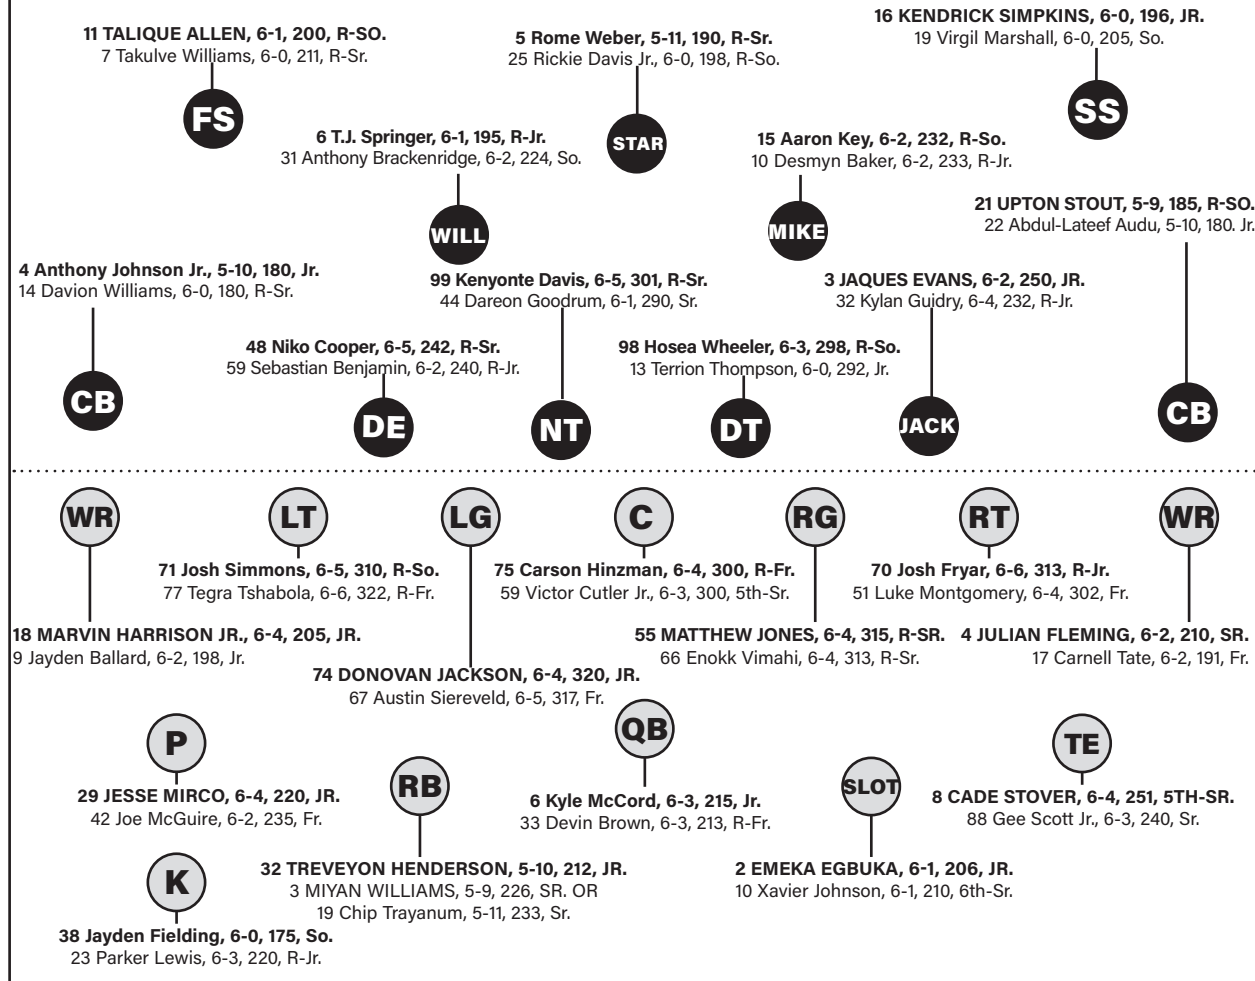 11 TALIQUE ALLEN, 6-1, 200, R-SO.
7 Takulve Williams, 6-0, 211, R-Sr.
FS
5 Rome Weber, 5-11, 190, R-Sr.
25 Rickie Davis Jr., 6-0, 198, R-So.
STAR
16 KENDRICK SIMPKINS, 6-0, 196, JR.
19 Virgil Marshall, 6-0, 205, So.
SS
6 T.J. Springer, 6-1, 195, R-Jr.
31 Anthony Brackenridge, 6-2, 224, So.
WILL
15 Aaron Key, 6-2, 232, R-So.
10 Desmyn Baker, 6-2, 233, R-Jr.
MIKE
21 UPTON STOUT, 5-9, 185, R-SO.
22 Abdul-Lateef Audu, 5-10, 180. Jr.
CB
4 Anthony Johnson Jr., 5-10, 180, Jr.
14 Davion Williams, 6-0, 180, R-Sr.
CB
99 Kenyonte Davis, 6-5, 301, R-Sr.
44 Dareon Goodrum, 6-1, 290, Sr.
NT
3 JAQUES EVANS, 6-2, 250, JR.
32 Kylan Guidry, 6-4, 232, R-Jr.
JACK
48 Niko Cooper, 6-5, 242, R-Sr.
59 Sebastian Benjamin, 6-2, 240, R-Jr.
DE
98 Hosea Wheeler, 6-3, 298, R-So.
13 Terrion Thompson, 6-0, 292, Jr.
DT
WR
18 MARVIN HARRISON JR., 6-4, 205, JR.
9 Jayden Ballard, 6-2, 198, Jr.
LT
71 Josh Simmons, 6-5, 310, R-So.
77 Tegra Tshabola, 6-6, 322, R-Fr.
LG
74 DONOVAN JACKSON, 6-4, 320, JR.
67 Austin Siereveld, 6-5, 317, Fr.
C
75 Carson Hinzman, 6-4, 300, R-Fr.
59 Victor Cutler Jr., 6-3, 300, 5th-Sr.
RG
55 MATTHEW JONES, 6-4, 315, R-SR.
66 Enokk Vimahi, 6-4, 313, R-Sr.
RT
70 Josh Fryar, 6-6, 313, R-Jr.
51 Luke Montgomery, 6-4, 302, Fr.
WR
4 JULIAN FLEMING, 6-2, 210, SR.
17 Carnell Tate, 6-2, 191, Fr.
P
29 JESSE MIRCO, 6-4, 220, JR.
42 Joe McGuire, 6-2, 235, Fr.
RB
32 TREVEYON HENDERSON, 5-10, 212, JR.
3 MIYAN WILLIAMS, 5-9, 226, SR. OR
19 Chip Trayanum, 5-11, 233, Sr.
QB
6 Kyle McCord, 6-3, 215, Jr.
33 Devin Brown, 6-3, 213, R-Fr.
SLOT
2 EMEKA EGBUKA, 6-1, 206, JR.
10 Xavier Johnson, 6-1, 210, 6th-Sr.
TE
8 CADE STOVER, 6-4, 251, 5TH-SR.
88 Gee Scott Jr., 6-3, 240, Sr.
K
38 Jayden Fielding, 6-0, 175, So.
23 Parker Lewis, 6-3, 220, R-Jr.